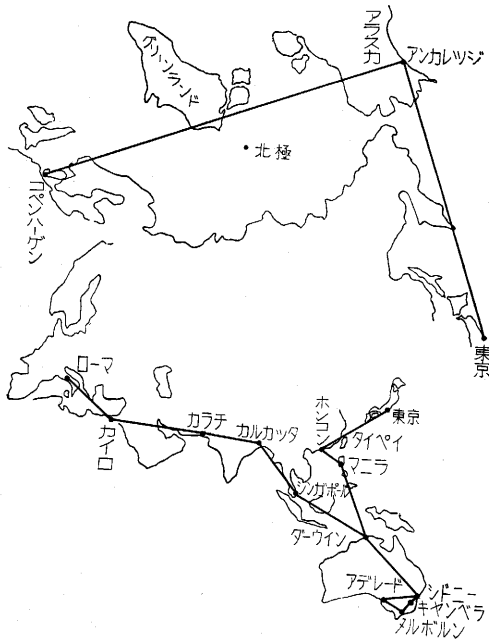 アラスカ
アンカレッジ
グリーンランド
北極
コペンハーゲン
東京
ローマ
カイロ
カラチ
カルカッタ
ホンコン
東京
タイペイ
マニラ
シンガポール
ダーウイン
アデレード
シドニー
キャンベラ
メルボルン